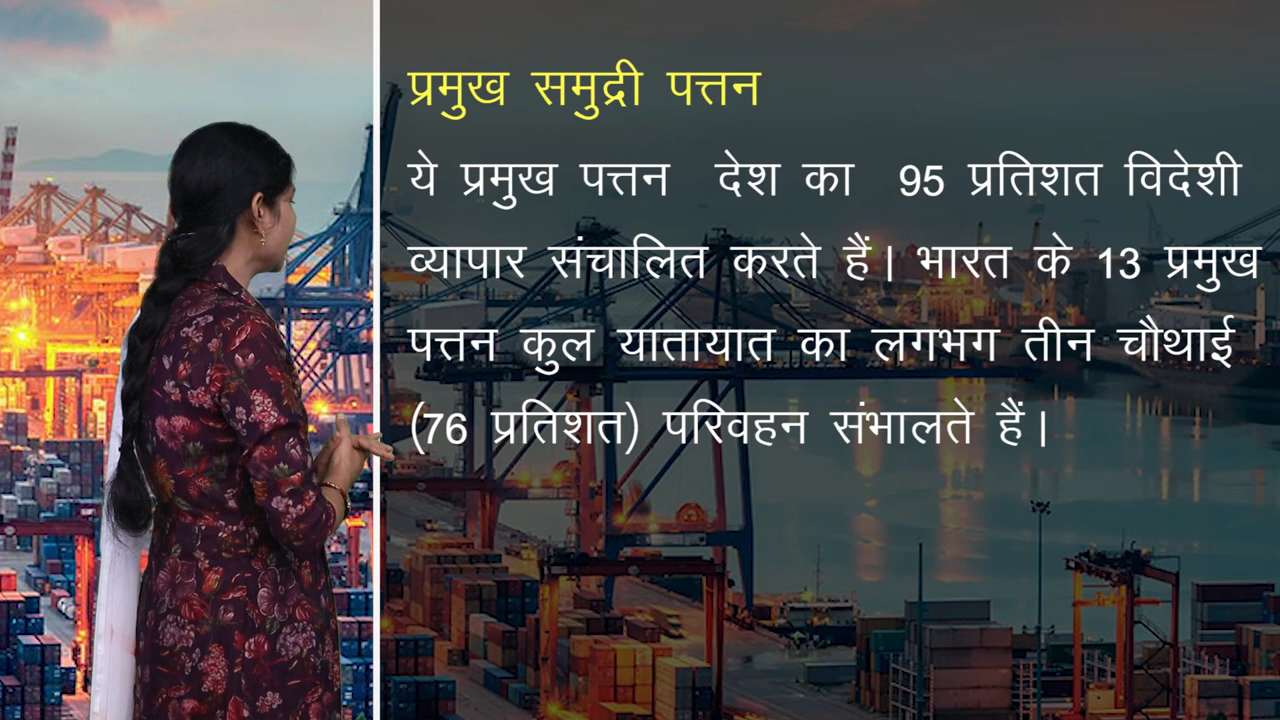 प्रमुख समुद्री पत्तन
ये प्रमुख पत्तन देश का 95 प्रतिशत विदेशी
व्यापार संचालित करते हैं। भारत के 13 प्रमुख
पत्तन कुल यातायात का लगभग तीन चौथाई
(76 प्रतिशत) परिवहन संभालते हैं।